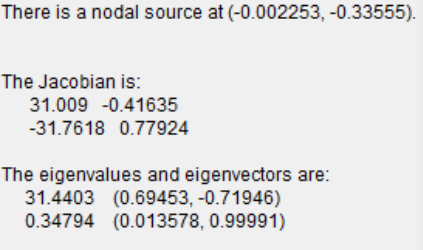 There is a nodal source at (-0.002253, -0.33555).
The Jacobian is:
31.009 -0.41635
-31.7618 0.77924
The eigenvalues and eigenvectors are:
31.4403 (0.69453, -0.71946)
0.34794 (0.013578, 0.99991)